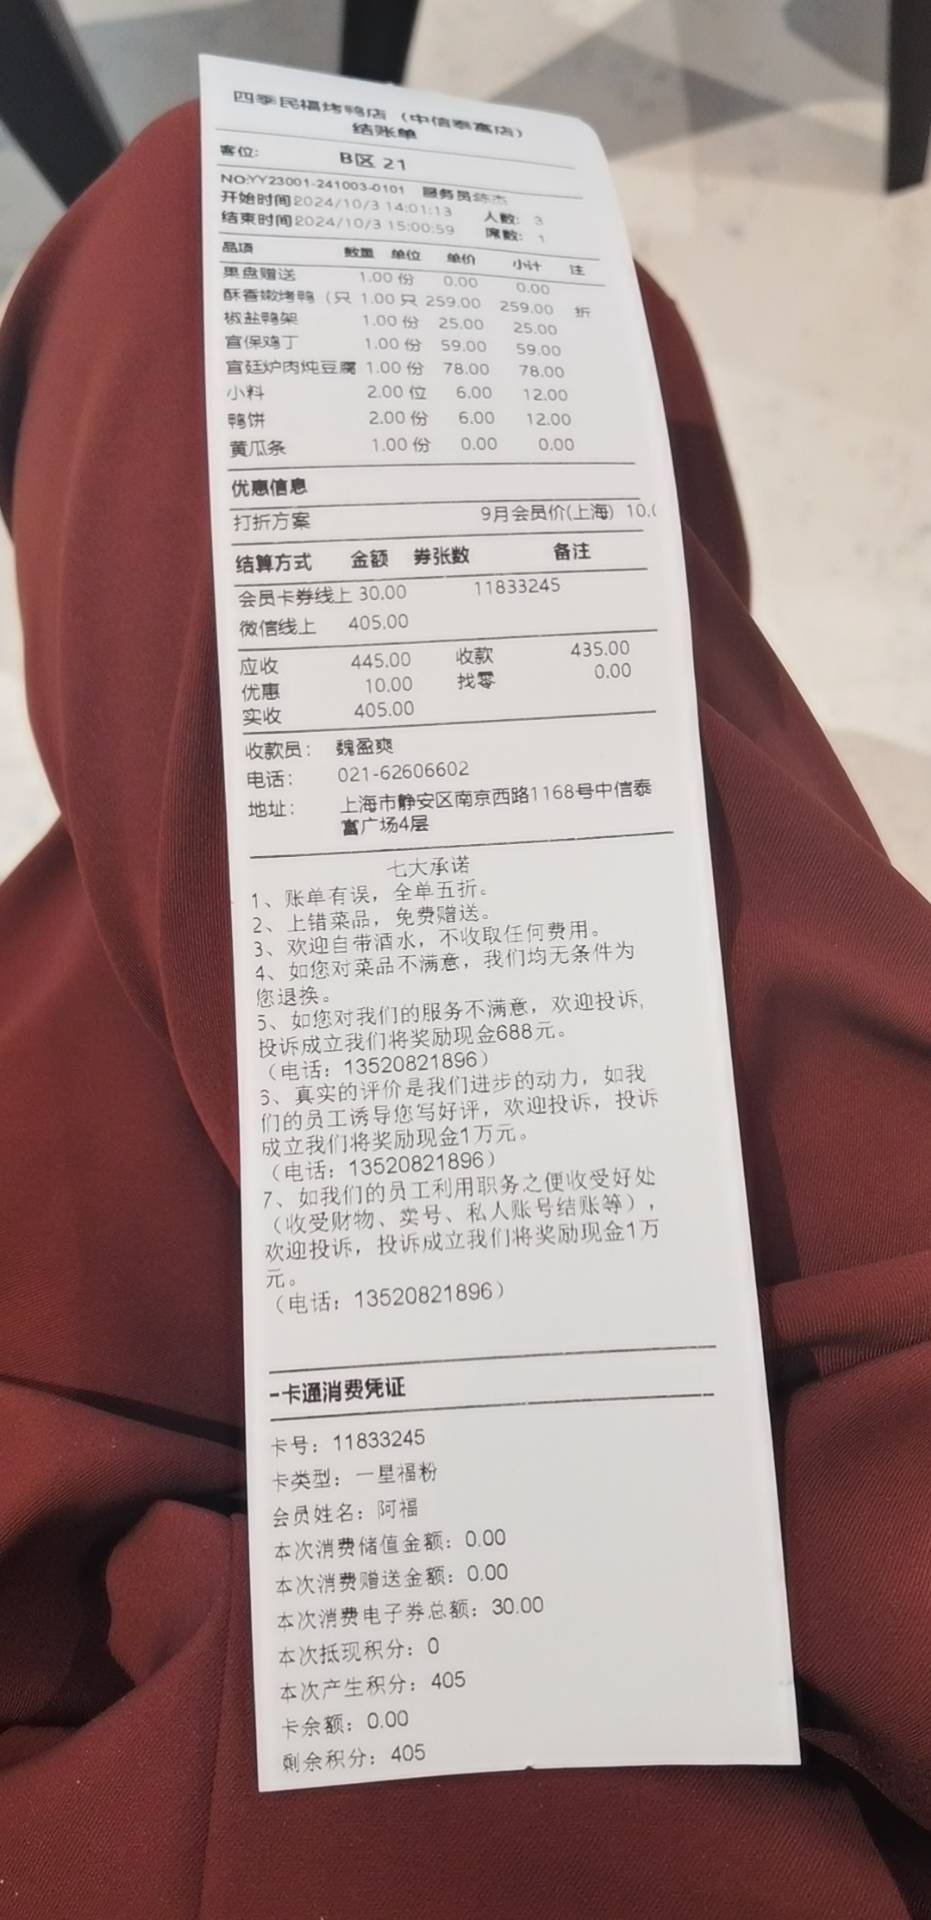 四季民福烤鸭店（中信泰富店）
结账单
客位: B区 21
NO:YY23001-241003-0101 服务员:陈杰
开始时间2024/10/3 14:01:13 人数: 3
结束时间2024/10/3 15:00:59 席数: 1
品项 数量 单位 单价 小计 注
果盘赠送 1.00 份 0.00 0.00
酥香嫩烤鸭（只 1.00 只 259.00 259.00 折
椒盐鸭架 1.00 份 25.00 25.00
宫保鸡丁 1.00 份 59.00 59.00
宫廷炉肉炖豆腐 1.00 份 78.00 78.00
小料 2.00 位 6.00 12.00
鸭饼 2.00 份 6.00 12.00
黄瓜条 1.00 份 0.00 0.00
优惠信息
打折方案 9月会员价(上海) 10.(
结算方式 金额 券张数 备注
会员卡券线上 30.00 11833245
微信线上 405.00
应收 445.00 收款 435.00
优惠 10.00 找零 0.00
实收 405.00
收款员: 魏盈爽
电话: 021-62606602
地址: 上海市静安区南京西路1168号中信泰
富广场4层
七大承诺
1、账单有误，全单五折。
2、上错菜品，免费赠送。
3、欢迎自带酒水，不收取任何费用。
4、如您对菜品不满意，我们均无条件为
您退换。
5、如您对我们的服务不满意，欢迎投诉,
投诉成立我们将奖励现金688元。
（电话：13520821896）
6、真实的评价是我们进步的动力，如我
们的员工诱导您写好评，欢迎投诉，投诉
成立我们将奖励现金1万元。
（电话：13520821896）
7、如我们的员工利用职务之便收受好处
（收受财物、卖号、私人账号结账等），
欢迎投诉，投诉成立我们将奖励现金1万
元。
（电话：13520821896）
-卡通消费凭证
卡号：11833245
卡类型：一星福粉
会员姓名：阿福
本次消费储值金额：0.00
本次消费赠送金额：0.00
本次消费电子券总额：30.00
本次抵现积分：0
本次产生积分：405
卡余额：0.00
剩余积分：405